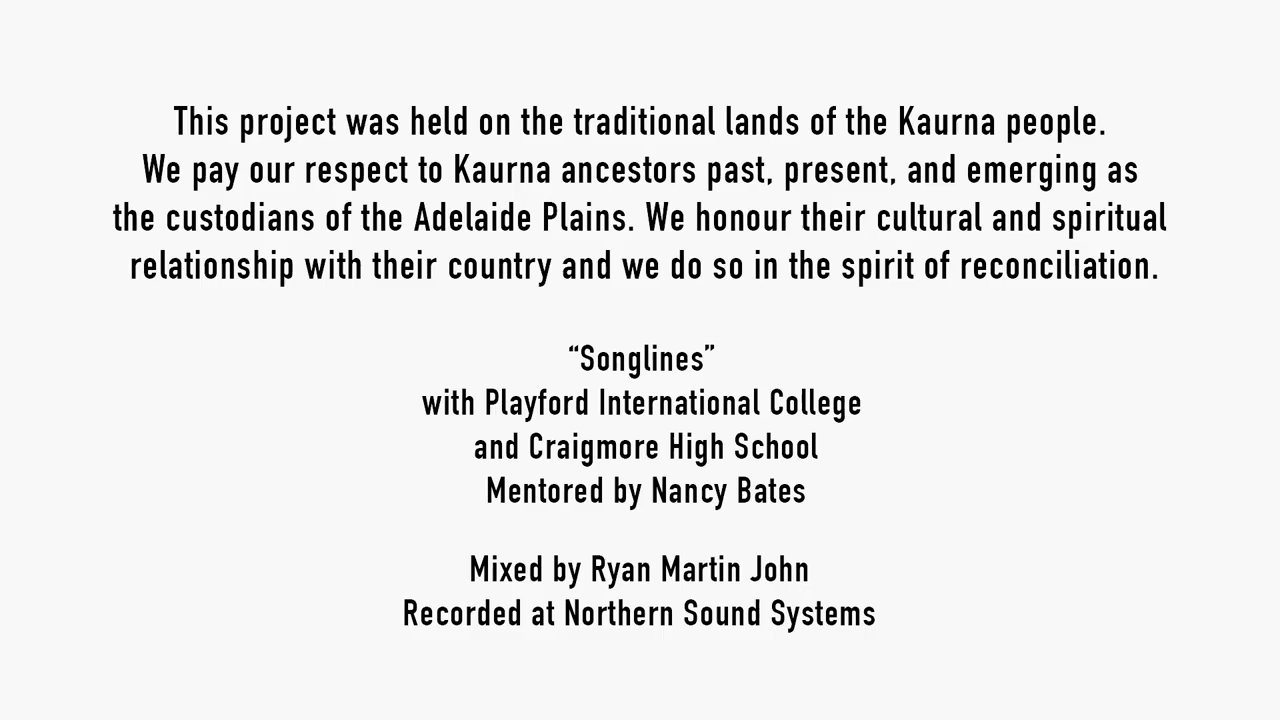 This project was held on the traditional lands of the Kaurna people.
We pay our respect to Kaurna ancestors past, present, and emerging as
the custodians of the Adelaide Plains. We honour their cultural and spiritual
relationship with their country and we do so in the spirit of reconciliation.
“Songlines”
with Playford International College
and Craigmore High School
Mentored by Nancy Bates
Mixed by Ryan Martin John
Recorded at Northern Sound Systems